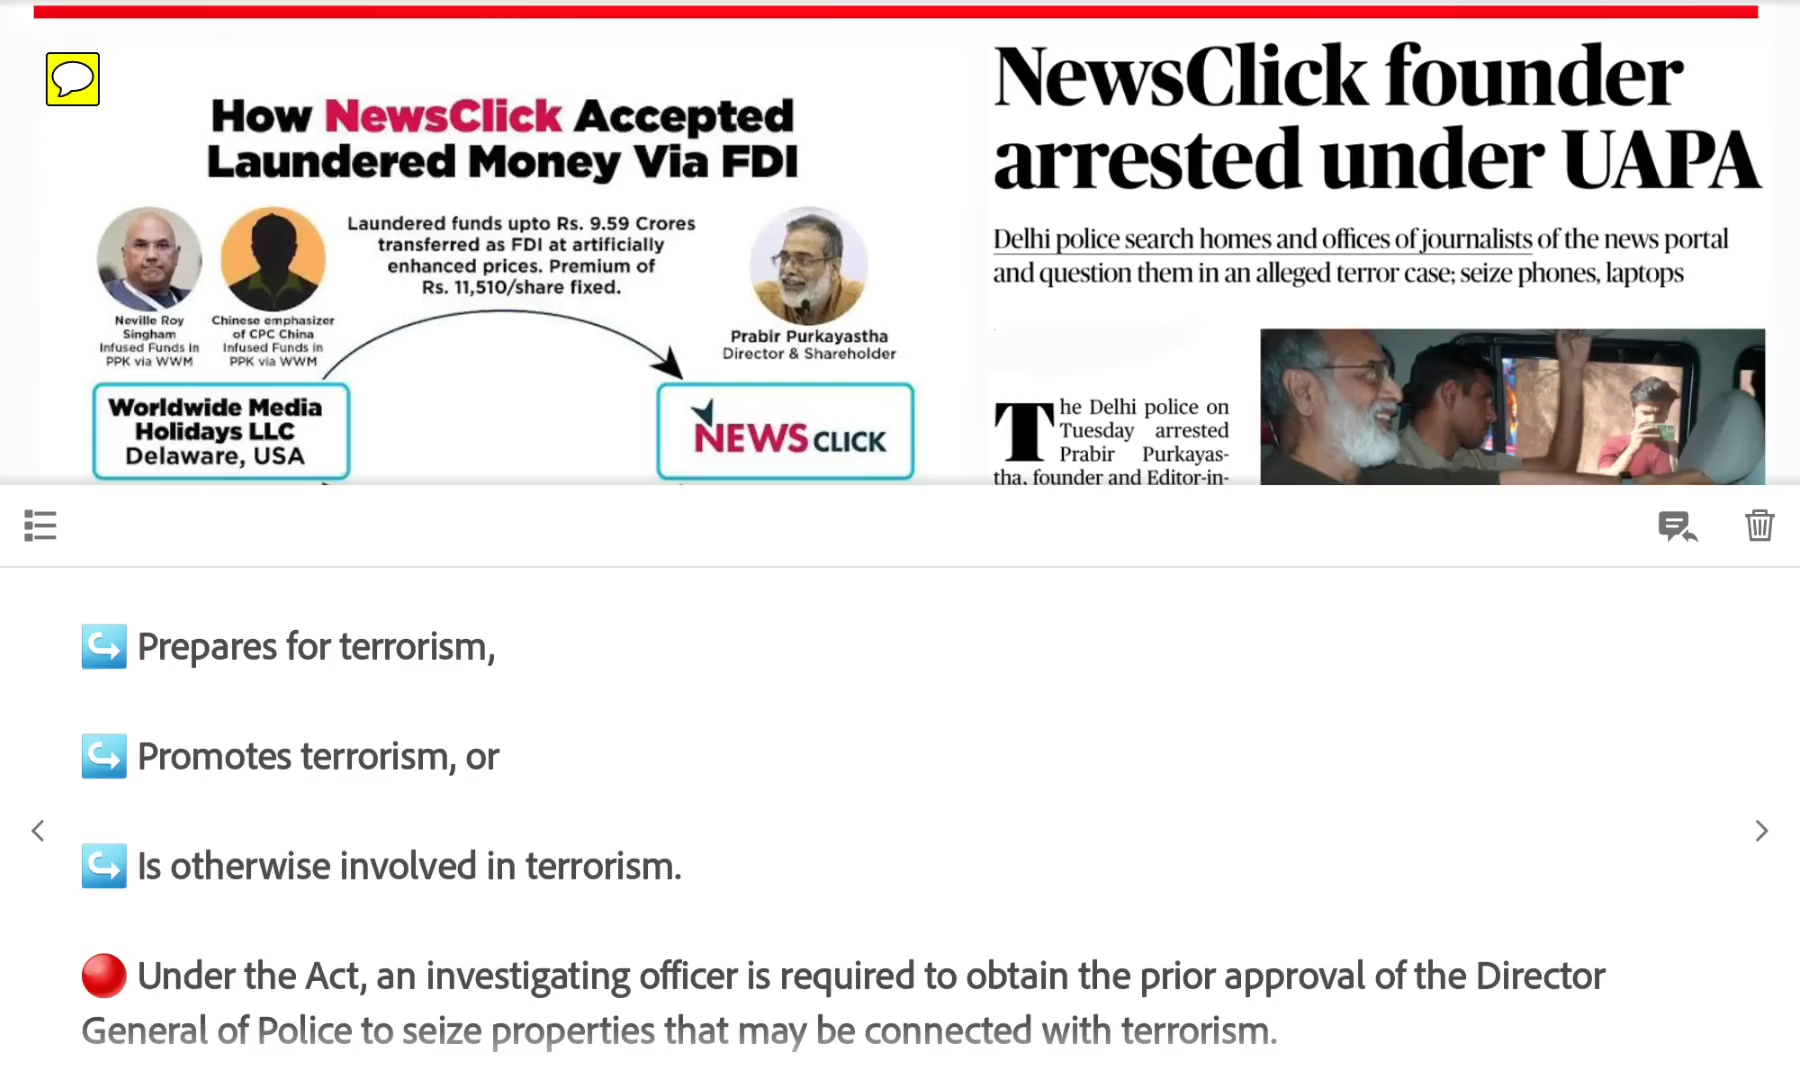 How NewsClick Accepted
Laundered Money Via FDI
Laundered funds upto Rs. 9.59 Crores
transferred as FDI at artificially
enhanced prices. Premium of
Rs. 11,510/share fixed.
Neville Roy
Singham
Infused Funds in
PPK via WWM
Chinese emphasizer
of CPC China
Infused Funds in
PPK via WWM
Prabir Purkayastha
Director & Shareholder
Worldwide Media
Holidays LLC
Delaware, USA
NEWS CLICK
NewsClick founder
arrested under UAPA
Delhi police search homes and offices of journalists of the news portal
and question them in an alleged terror case; seize phones, laptops
The Delhi police on
Tuesday arrested
Prabir Purkayas-
tha, founder and Editor-in-
Prepares for terrorism,
Promotes terrorism, or
Is otherwise involved in terrorism.
Under the Act, an investigating officer is required to obtain the prior approval of the Director
General of Police to seize properties that may be connected with terrorism.